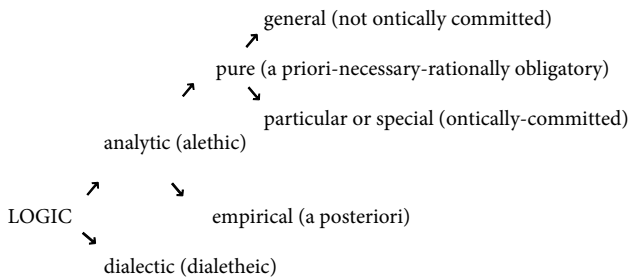 general (not ontically committed)
pure (a priori-necessary-rationally obligatory)
particular or special (ontically-committed)
analytic (alethic)
LOGIC
empirical (a posteriori)
dialectic (dialetheic)